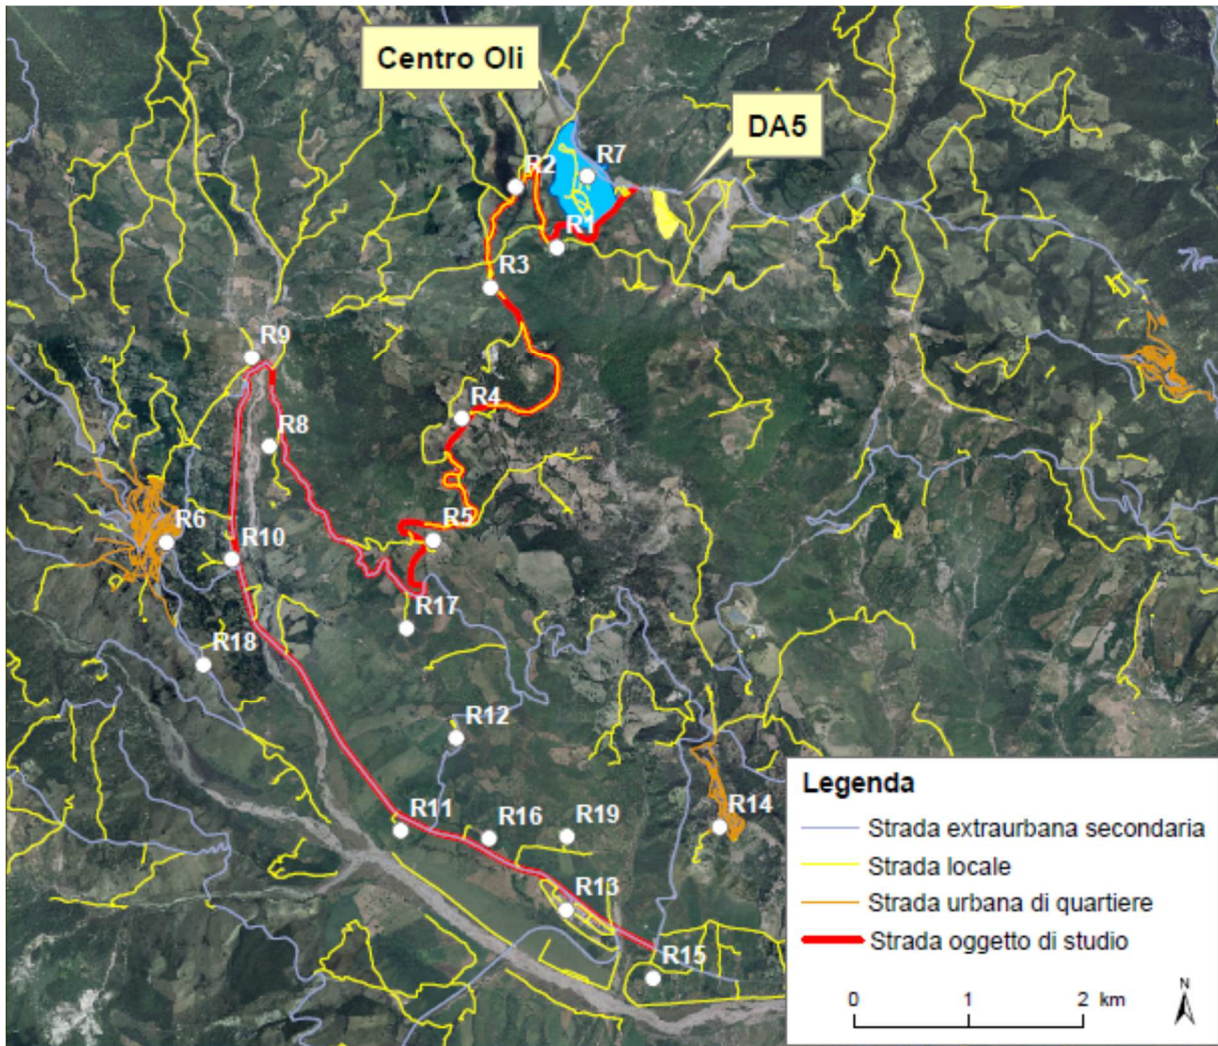 Centro Oli
DA5
R7
R2
R1
R3
R9
R4
R8
R5
R6
R10
R17
R18
R12
R11
R16
R19
R14
R13
R15
Legenda
Strada extraurbana secondaria
Strada locale
Strada urbana di quartiere
Strada oggetto di studio
0 1 2 km
N